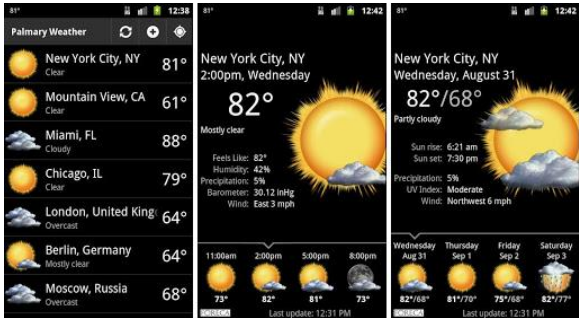 81° 12:38
Palmary Weather
New York City, NY
Clear
81°
Mountain View, CA
Clear
61°
Miami, FL
Cloudy
88°
Chicago, IL
Clear
79°
London, United King
Overcast
64°
Berlin, Germany
Mostly clear
64°
Moscow, Russia
Overcast
68°
81° 12:42
New York City, NY
2:00pm, Wednesday
82°
Mostly clear
Feels Like: 82°
Humidity: 42%
Precipitation: 5%
Barometer: 30.12 inHg
Wind: East 3 mph
11:00am 2:00pm 5:00pm 8:00pm
73° 82° 81° 73°
FORECA Last update: 12:31 PM
81° 12:42
New York City, NY
Wednesday, August 31
82°/68°
Partly cloudy
Sun rise: 6:21 am
Sun set: 7:30 pm
Precipitation: 5%
UV Index: Moderate
Wind: Northwest 6 mph
Wednesday Thursday Friday Saturday
Aug 31 Sep 1 Sep 2 Sep 3
82°/68° 81°/70° 75°/68° 82°/77°
FORECA Last update: 12:31 PM